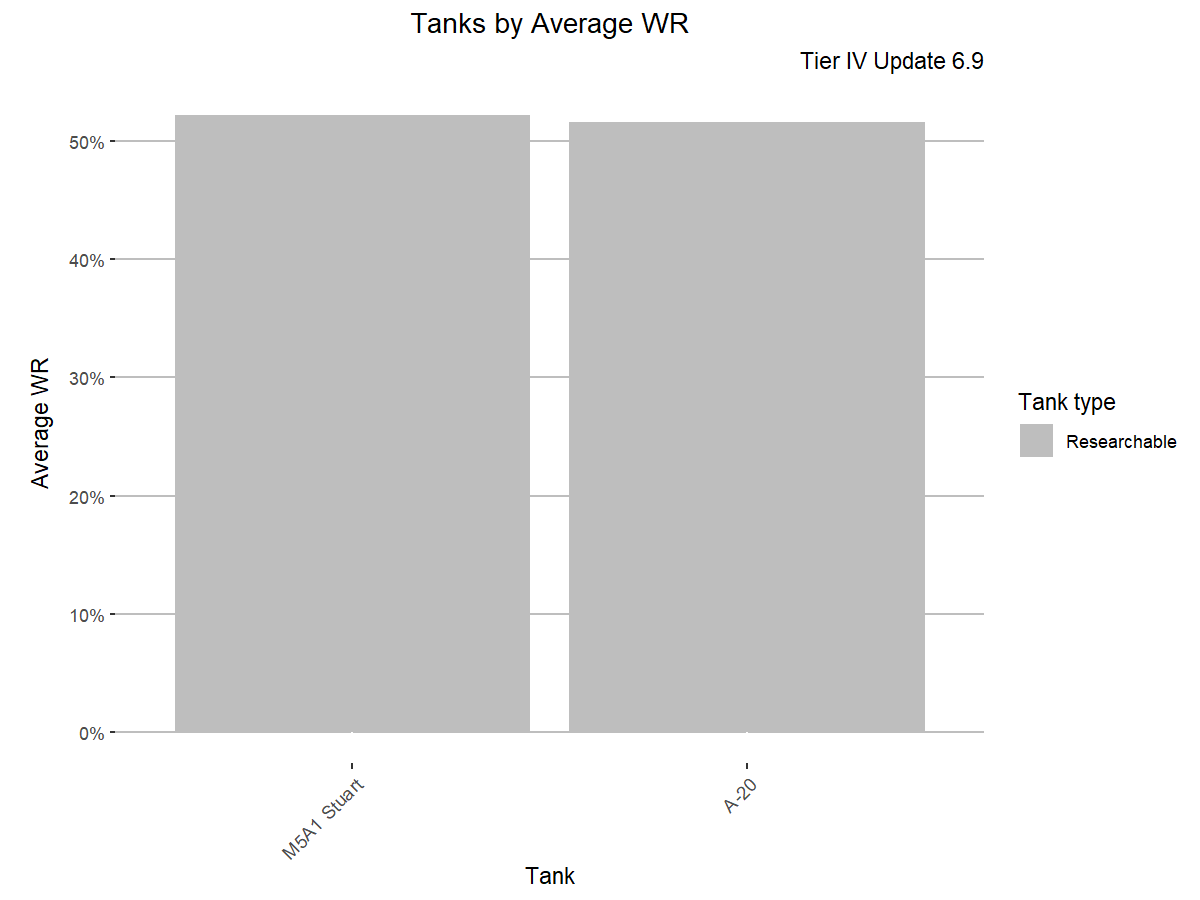 Tanks by Average WR
Tier IV Update 6.9
Average WR
50%
40%
30%
20%
10%
0%
M5A1 Stuart
A-20
Tank
Tank type
Researchable